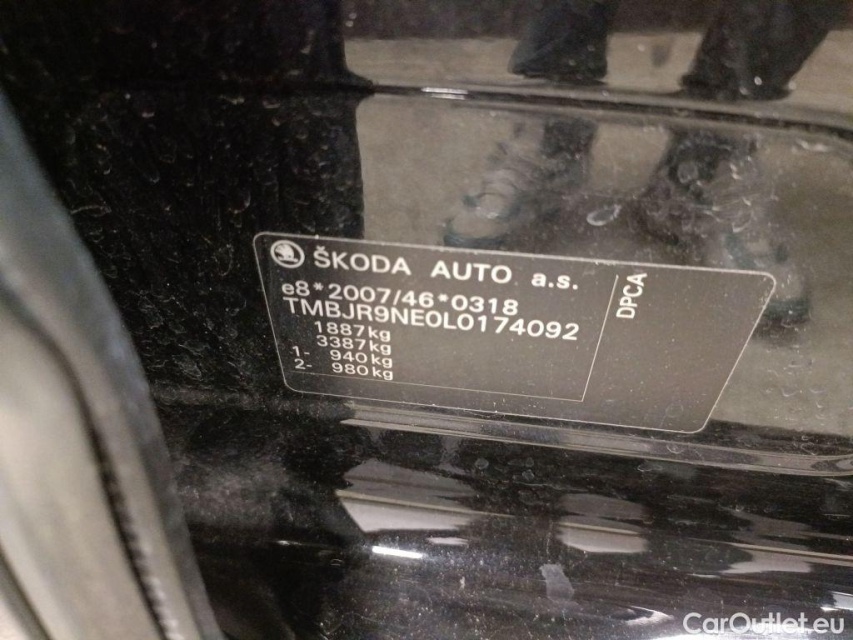 ŠKODA AUTO a.s.
e8*2007/46*0318
TMBJR9NE0L0174092
1887kg
3387kg
1- 940kg
2- 980kg
DPCA
CarOutlet.eu